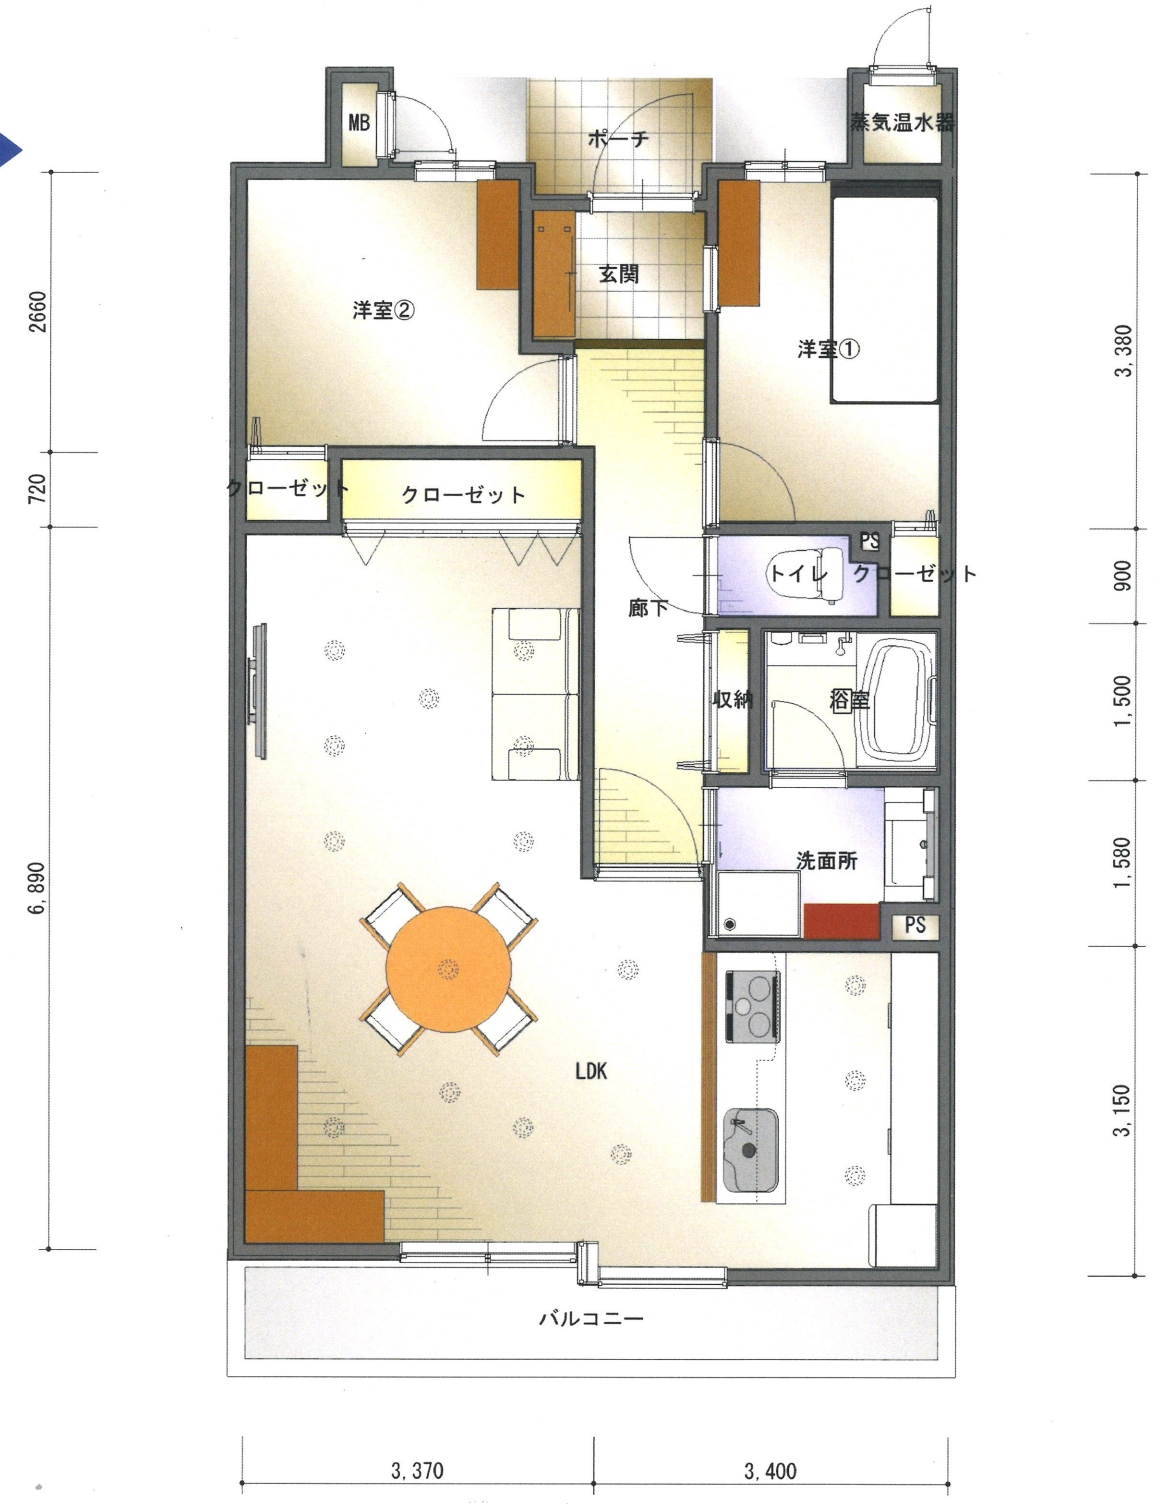 MB
ポーチ
蒸気温水器
玄関
洋室②
洋室①
2660
3,380
720
クローゼット
クローゼット
PS
トイレ
クローゼット
900
廊下
収納
浴室
1,500
洗面所
1,580
6,890
PS
LDK
3,150
バルコニー
3,370
3,400